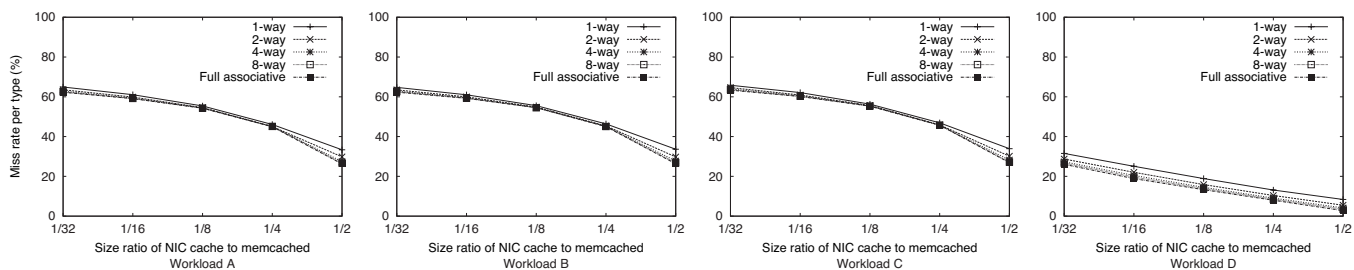 Miss rate per type (%)
100
80
60
40
20
0
1-way
2-way
4-way
8-way
Full associative
1/32 1/16 1/8 1/4 1/2
Size ratio of NIC cache to memcached
Workload A
100
80
60
40
20
0
1-way
2-way
4-way
8-way
Full associative
1/32 1/16 1/8 1/4 1/2
Size ratio of NIC cache to memcached
Workload B
100
80
60
40
20
0
1-way
2-way
4-way
8-way
Full associative
1/32 1/16 1/8 1/4 1/2
Size ratio of NIC cache to memcached
Workload C
100
80
60
40
20
0
1-way
2-way
4-way
8-way
Full associative
1/32 1/16 1/8 1/4 1/2
Size ratio of NIC cache to memcached
Workload D